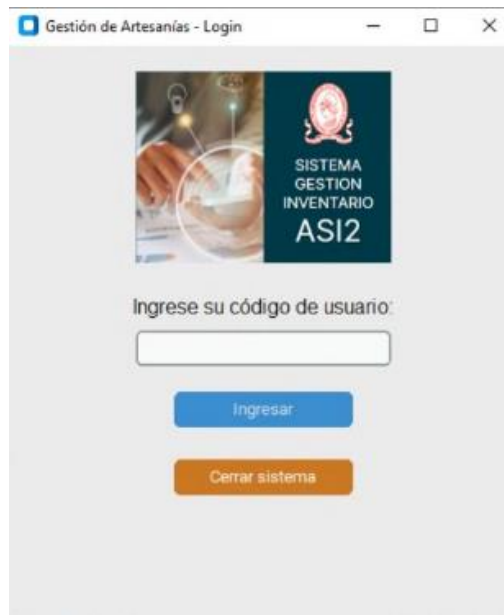 Gestión de Artesanías - Login
SISTEMA
GESTION
INVENTARIO
ASI2
Ingrese su código de usuario:
Ingresar
Cerrar sistema